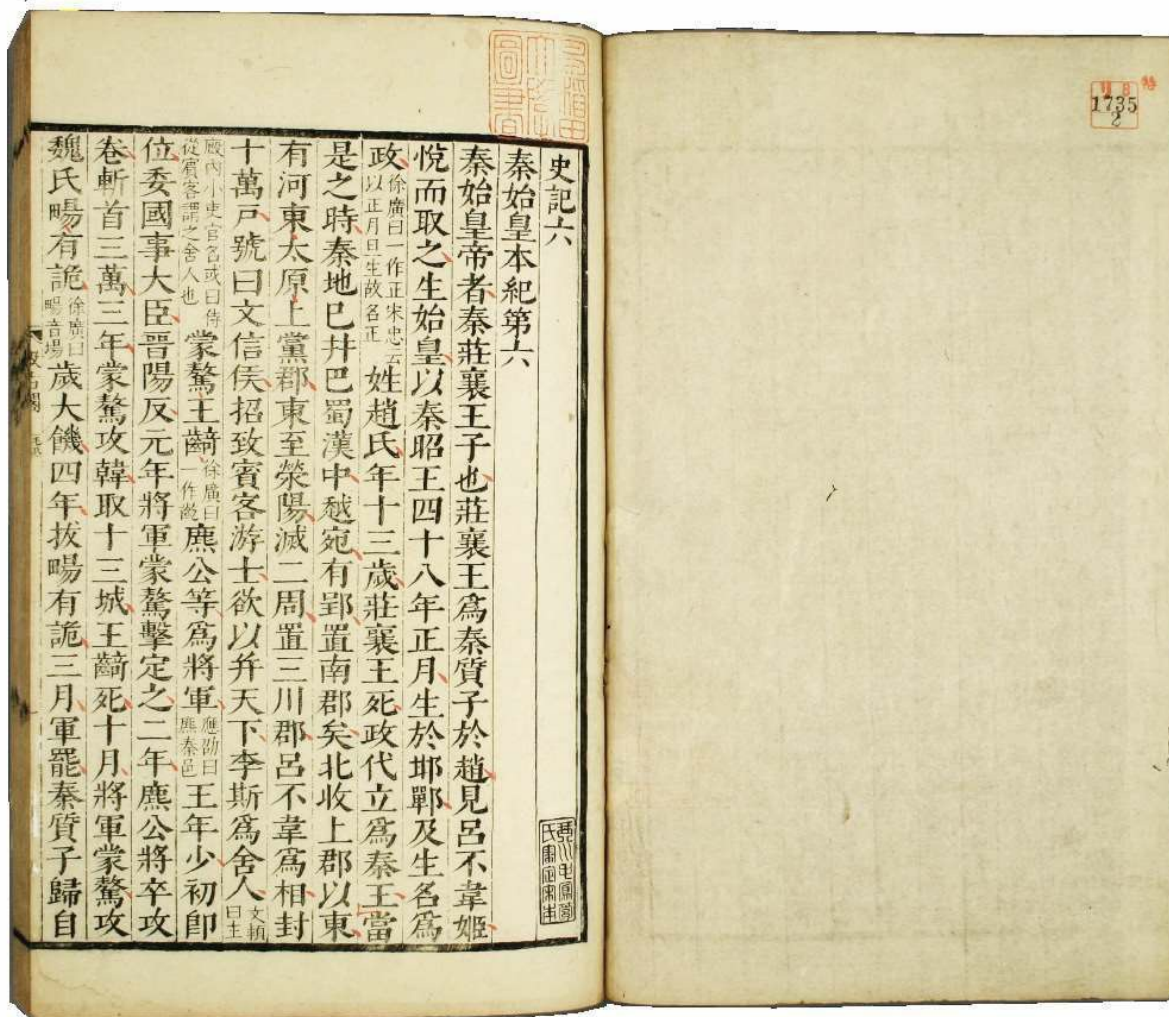 史記六
秦始皇本紀第六
秦始皇帝者秦莊襄王子也莊襄王爲秦質子於趙見呂不韋姬
悅而取之生始皇以秦昭王四十八年正月生於邯鄲及生名爲
政徐廣曰一作正宋忠云以正月旦生故名正姓趙氏年十三歲莊襄王死政代立爲秦王當
是之時秦地已幷巴蜀漢中越宛有郢置南郡矣北收上郡以東
有河東太原上黨郡東至滎陽滅二周置三川郡呂不韋爲相封
十萬戶號曰文信侯招致賓客游士欲以幷天下李斯爲舍人文穎曰主
廄內小吏官名或曰侍從賓客謂之舍人也蒙驁王齮徐廣曰一作齕麃公等爲將軍應劭曰麃秦邑王年少初卽
位委國事大臣晉陽反元年將軍蒙驁擊定之二年麃公將卒攻
卷斬首三萬三年蒙驁攻韓取十三城王齮死十月將軍蒙驁攻
魏氏暘有詭徐廣曰暘音場歲大饑四年拔暘有詭三月軍罷秦質子歸自
汲古閣
1735
2